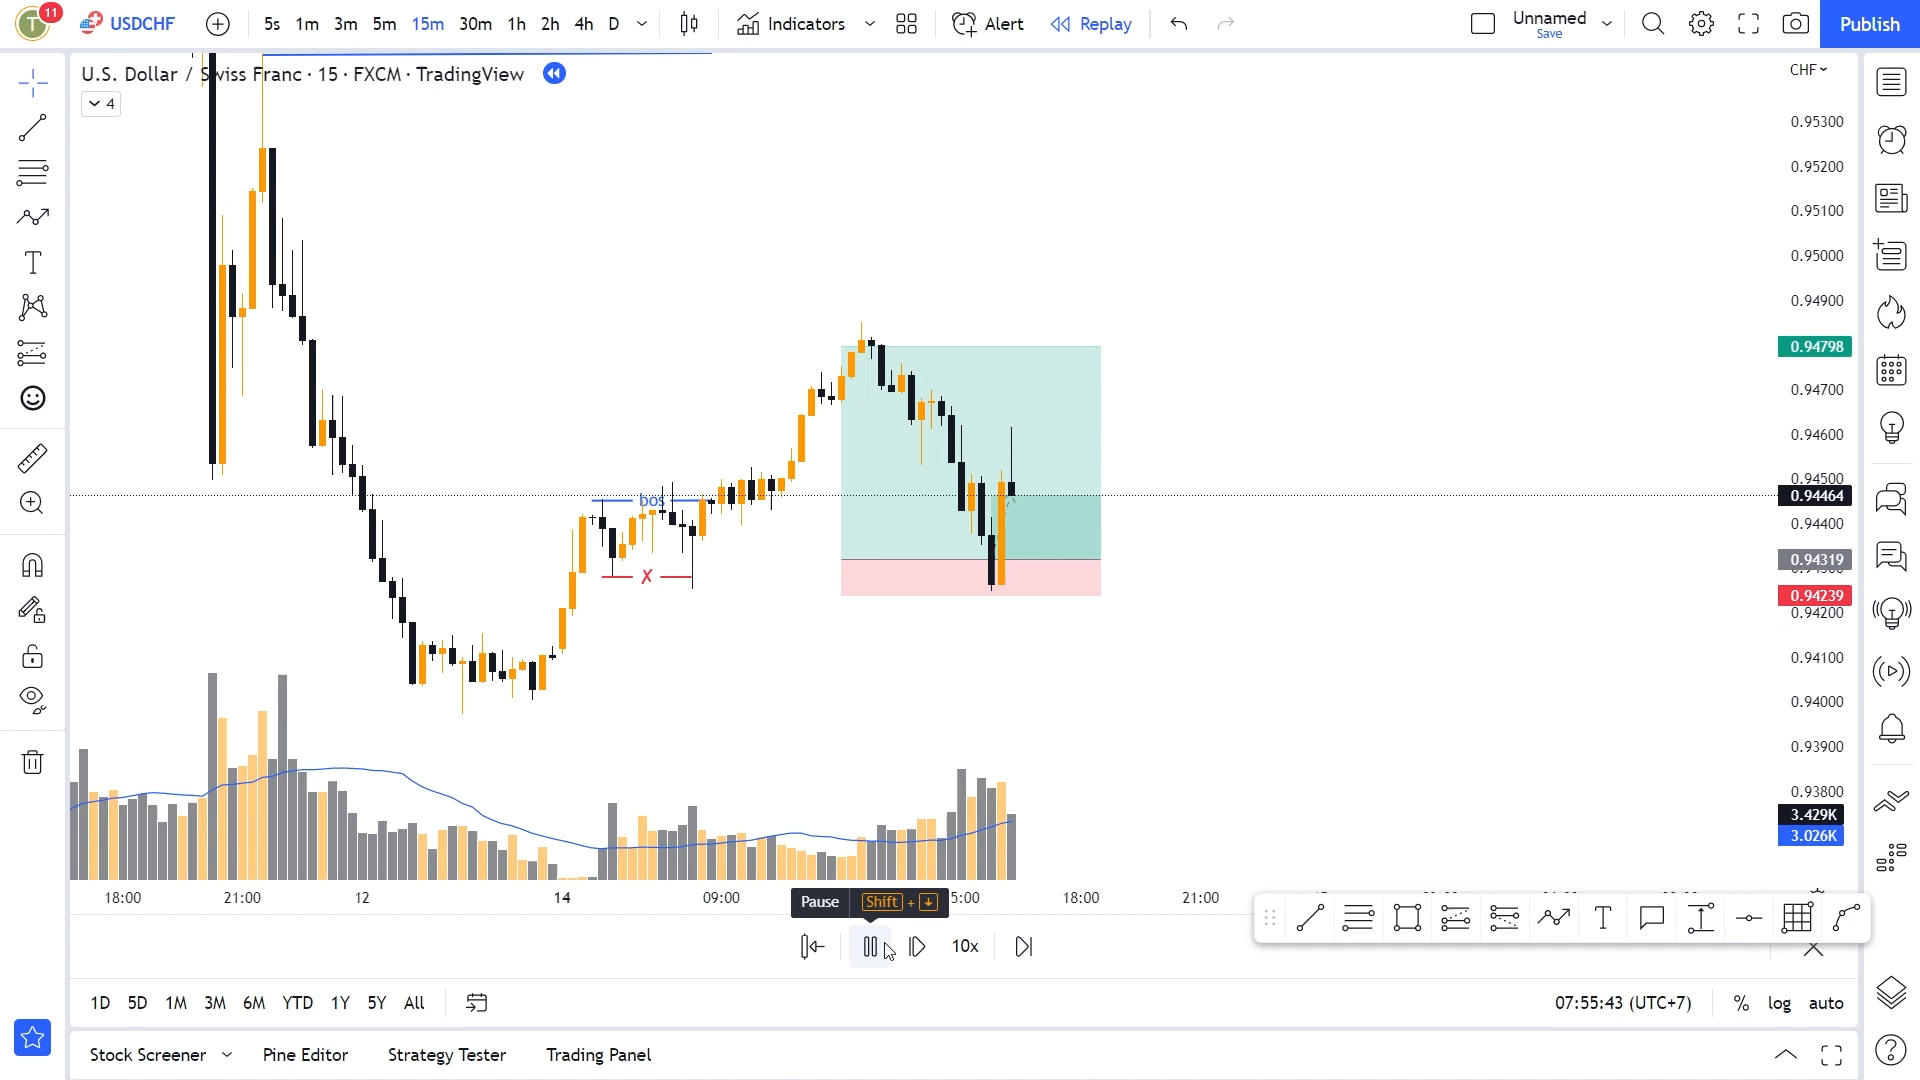 T 11 USDCHF 5s 1m 3m 5m 15m 30m 1h 2h 4h D Indicators Alert Replay Unnamed Publish
Save
U.S. Dollar / Swiss Franc · 15 · FXCM · TradingView CHF
4
0.95300
0.95200
0.95100
0.95000
0.94900
0.94798
0.94700
0.94600
0.94500
0.94464
bos
0.94400
0.94319
X
0.94239
0.94200
0.94100
0.94000
0.93900
0.93800
3.429K
3.026K
18:00 21:00 12 14 09:00 5:00 18:00 21:00
Pause Shift + ↓
10x
T
1D 5D 1M 3M 6M YTD 1Y 5Y All 07:55:43 (UTC+7) % log auto
Stock Screener Pine Editor Strategy Tester Trading Panel